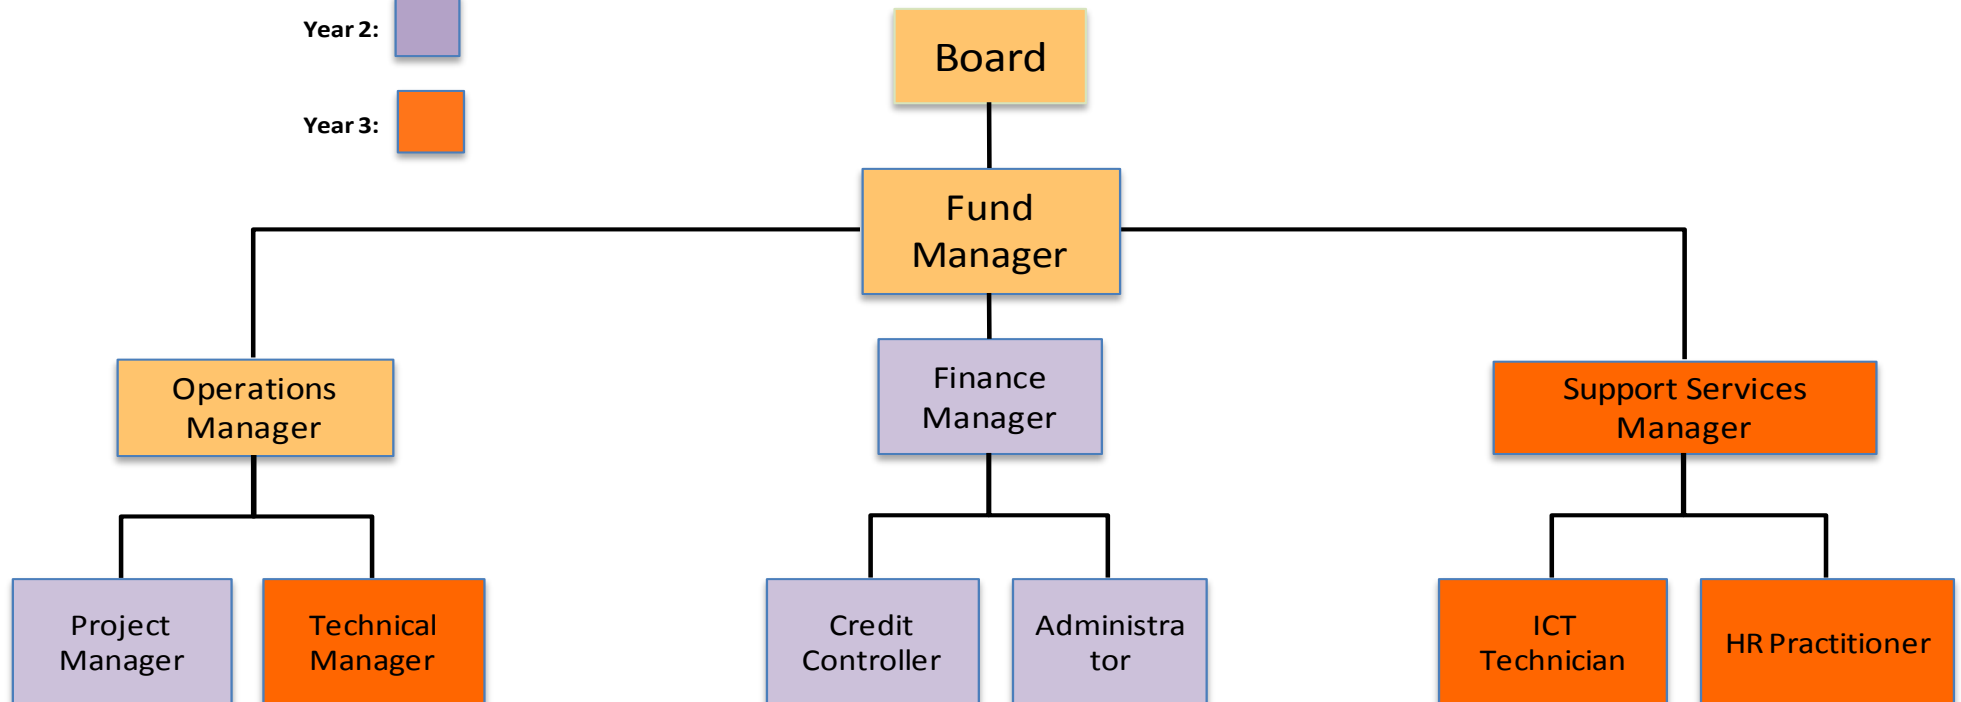 Year 2:
Board
Year 3:
Fund
Manager
Operations
Manager
Finance
Manager
Support Services
Manager
Project
Manager
Technical
Manager
Credit
Controller
Administra
tor
ICT
Technician
HR Practitioner